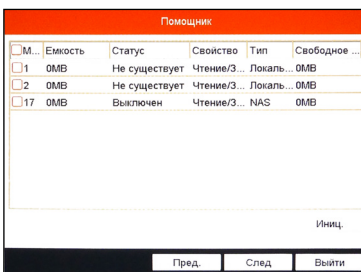 Помощник
М... Емкость Статус Свойство Тип Свободное ...
1 0MB Не существует Чтение/З... Локаль... 0MB
2 0MB Не существует Чтение/З... Локаль... 0MB
17 0MB Выключен Чтение/З... NAS 0MB
Иниц.
Пред. След Выйти